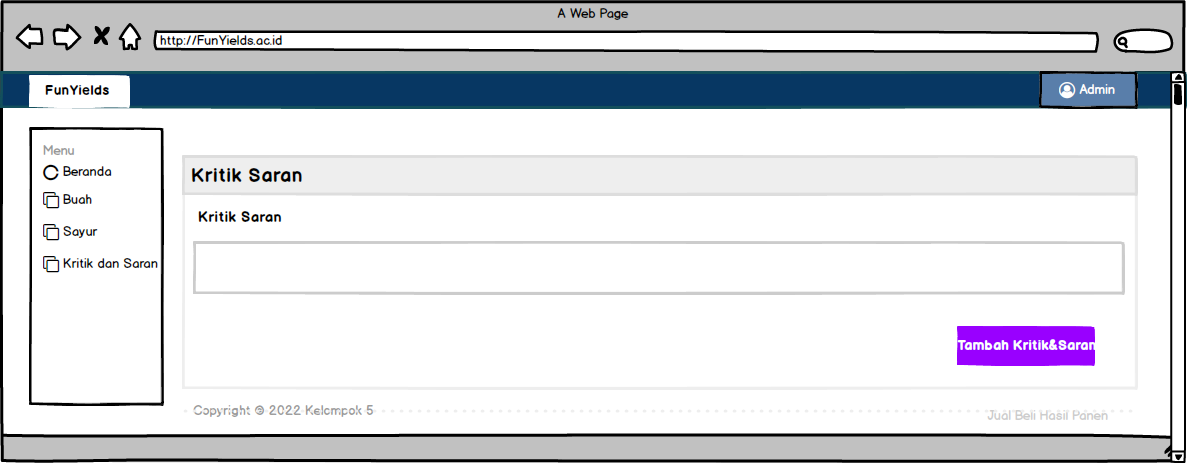 A Web Page
http://FunYields.ac.id
FunYields
Admin
Menu
Beranda
Buah
Sayur
Kritik dan Saran
Kritik Saran
Kritik Saran
Tambah Kritik&Saran
Copyright © 2022 Kelompok 5
Jual Beli Hasil Panen